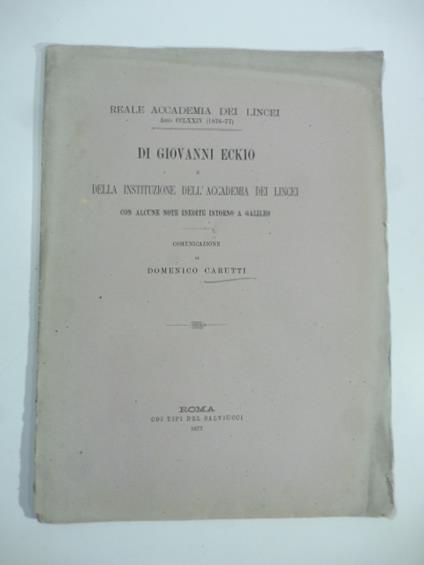 REALE ACCADEMIA DEI LINCEI
ANNO CCLXXIV (1876-77)
DI GIOVANNI ECKIO
E
DELLA INSTITUZIONE DELL'ACCADEMIA DEI LINCEI
CON ALCUNE NOTE INEDITE INTORNO A GALILEO
COMUNICAZIONE
DI
DOMENICO CARUTTI
ROMA
COI TIPI DEL SALVIUCCI
1877